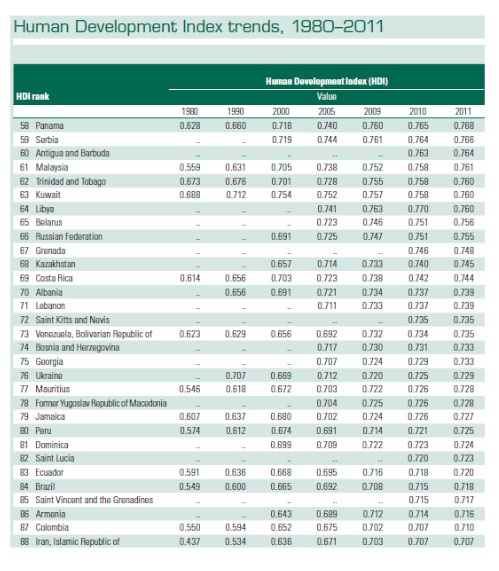 Human Development Index trends, 1980–2011
Human Development Index (HDI)
HDI rank Value
1980 1990 2000 2005 2009 2010 2011
58 Panama 0.628 0.660 0.718 0.740 0.760 0.765 0.768
59 Serbia .. .. 0.719 0.744 0.761 0.764 0.766
60 Antigua and Barbuda .. .. .. .. .. 0.763 0.764
61 Malaysia 0.559 0.631 0.705 0.738 0.752 0.758 0.761
62 Trinidad and Tobago 0.673 0.676 0.701 0.728 0.755 0.758 0.760
63 Kuwait 0.688 0.712 0.754 0.752 0.757 0.758 0.760
64 Libya .. .. .. 0.741 0.763 0.770 0.760
65 Belarus .. .. .. 0.723 0.746 0.751 0.756
66 Russian Federation .. .. 0.691 0.725 0.747 0.751 0.755
67 Grenada .. .. .. .. .. 0.746 0.748
68 Kazakhstan .. .. 0.657 0.714 0.733 0.740 0.745
69 Costa Rica 0.614 0.656 0.703 0.723 0.738 0.742 0.744
70 Albania .. 0.656 0.691 0.721 0.734 0.737 0.739
71 Lebanon .. .. .. 0.711 0.733 0.737 0.739
72 Saint Kitts and Nevis .. .. .. .. .. 0.735 0.735
73 Venezuela, Bolivarian Republic of 0.623 0.629 0.656 0.692 0.732 0.734 0.735
74 Bosnia and Herzegovina .. .. .. 0.717 0.730 0.731 0.733
75 Georgia .. .. .. 0.707 0.724 0.729 0.733
76 Ukraine .. 0.707 0.669 0.712 0.720 0.725 0.729
77 Mauritius 0.546 0.618 0.672 0.703 0.722 0.726 0.728
78 Former Yugoslav Republic of Macedonia .. .. .. 0.704 0.725 0.726 0.728
79 Jamaica 0.607 0.637 0.680 0.702 0.724 0.726 0.727
80 Peru 0.574 0.612 0.674 0.691 0.714 0.721 0.725
81 Dominica .. .. 0.699 0.709 0.722 0.723 0.724
82 Saint Lucia .. .. .. .. .. 0.720 0.723
83 Ecuador 0.591 0.636 0.668 0.695 0.716 0.718 0.720
84 Brazil 0.549 0.600 0.665 0.692 0.708 0.715 0.718
85 Saint Vincent and the Grenadines .. .. .. .. .. 0.715 0.717
86 Armenia .. .. 0.643 0.689 0.712 0.714 0.716
87 Colombia 0.550 0.594 0.652 0.675 0.702 0.707 0.710
88 Iran, Islamic Republic of 0.437 0.534 0.636 0.671 0.703 0.707 0.707